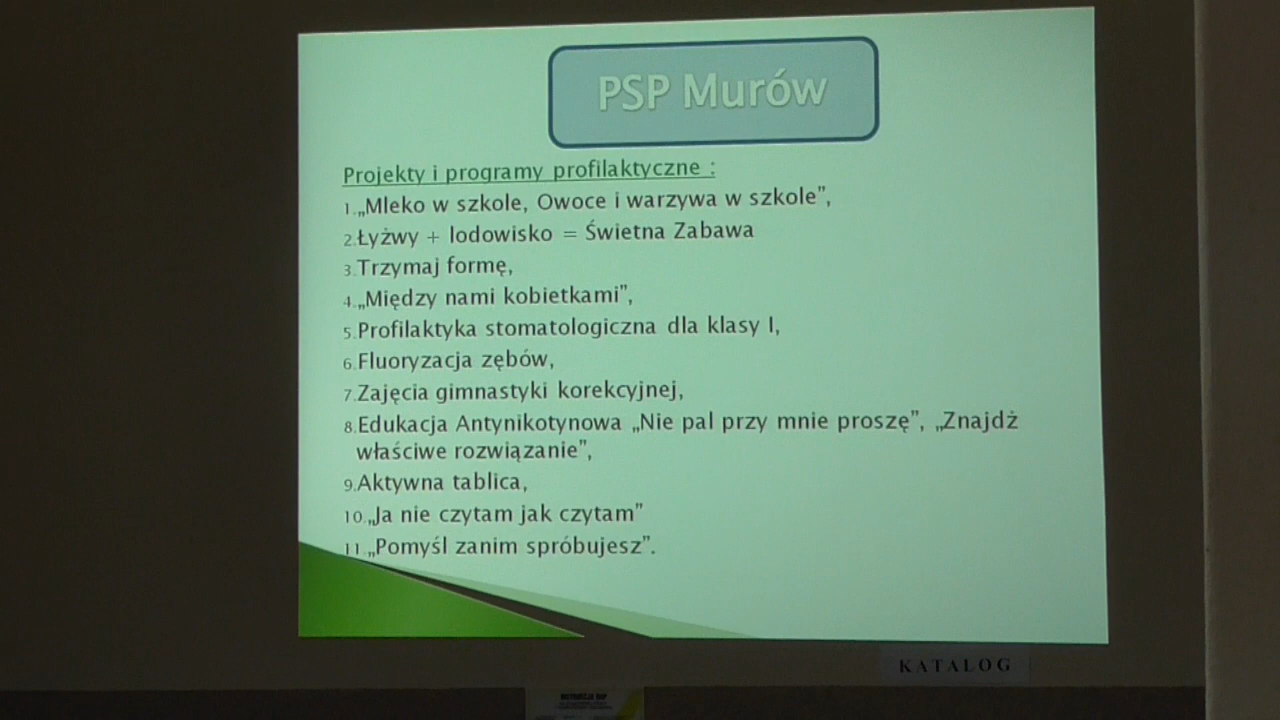 PSP Murów
Projekty i programy profilaktyczne :
1.„Mleko w szkole, Owoce i warzywa w szkole”,
2.Łyżwy + lodowisko = Świetna Zabawa
3.Trzymaj formę,
4.„Między nami kobietkami”,
5.Profilaktyka stomatologiczna dla klasy I,
6.Fluoryzacja zębów,
7.Zajęcia gimnastyki korekcyjnej,
8.Edukacja Antynikotynowa „Nie pal przy mnie proszę”, „Znajdź
właściwe rozwiązanie”,
9.Aktywna tablica,
10.„Ja nie czytam jak czytam”
11.„Pomyśl zanim spróbujesz”.
KATALOG